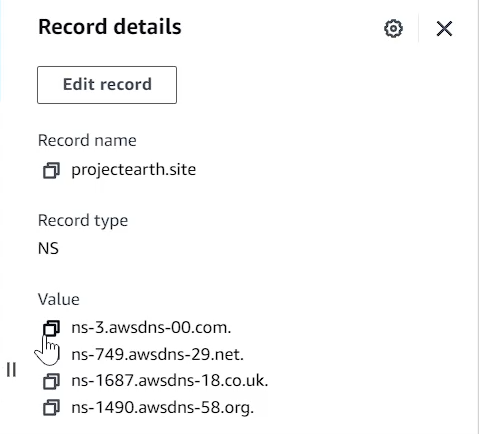 Record details
Edit record
Record name
projectearth.site
Record type
NS
Value
ns-3.awsdns-00.com.
ns-749.awsdns-29.net.
ns-1687.awsdns-18.co.uk.
ns-1490.awsdns-58.org.